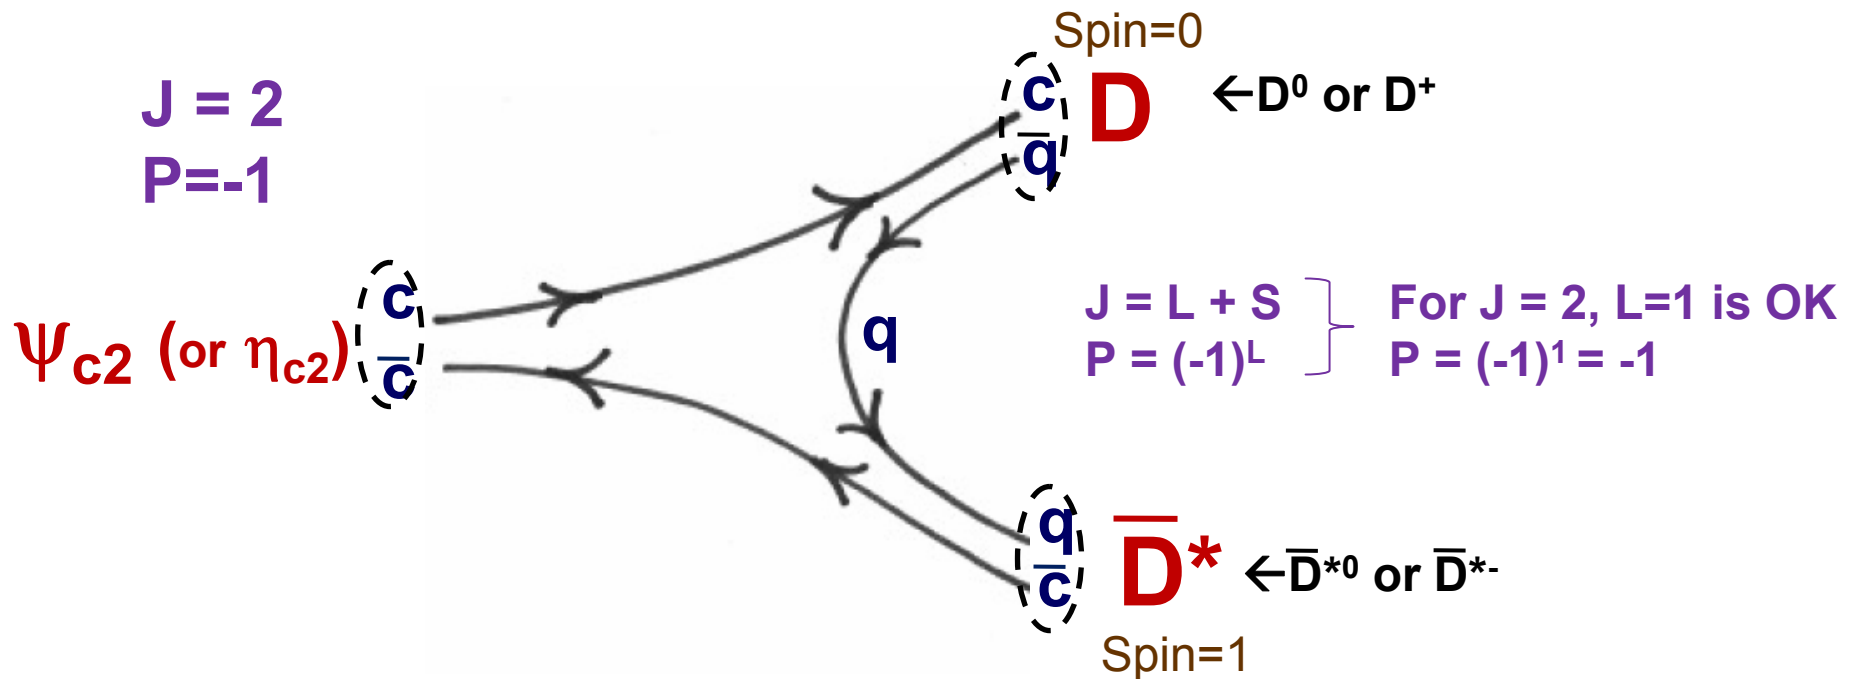 Spin=0
J = 2
P=-1
c
q̅
D
←D⁰ or D⁺
ψc2 (or ηc2)
c
c̅
q
J = L + S
P = (-1)ᴸ
For J = 2, L=1 is OK
P = (-1)¹ = -1
q
c̅
D̅*
←D̅*⁰ or D̅*⁻
Spin=1